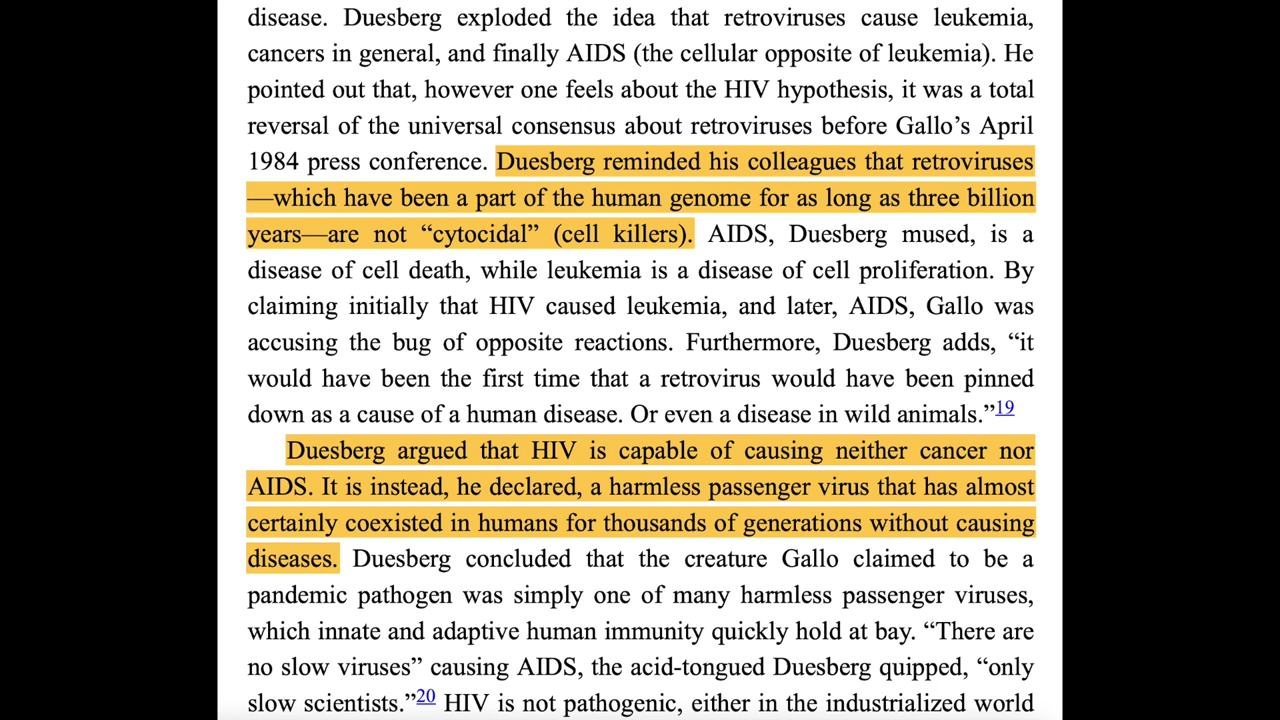 disease. Duesberg exploded the idea that retroviruses cause leukemia,
cancers in general, and finally AIDS (the cellular opposite of leukemia). He
pointed out that, however one feels about the HIV hypothesis, it was a total
reversal of the universal consensus about retroviruses before Gallo’s April
1984 press conference. Duesberg reminded his colleagues that retroviruses
—which have been a part of the human genome for as long as three billion
years—are not “cytocidal” (cell killers). AIDS, Duesberg mused, is a
disease of cell death, while leukemia is a disease of cell proliferation. By
claiming initially that HIV caused leukemia, and later, AIDS, Gallo was
accusing the bug of opposite reactions. Furthermore, Duesberg adds, “it
would have been the first time that a retrovirus would have been pinned
down as a cause of a human disease. Or even a disease in wild animals.”19
Duesberg argued that HIV is capable of causing neither cancer nor
AIDS. It is instead, he declared, a harmless passenger virus that has almost
certainly coexisted in humans for thousands of generations without causing
diseases. Duesberg concluded that the creature Gallo claimed to be a
pandemic pathogen was simply one of many harmless passenger viruses,
which innate and adaptive human immunity quickly hold at bay. “There are
no slow viruses” causing AIDS, the acid-tongued Duesberg quipped, “only
slow scientists.”20 HIV is not pathogenic, either in the industrialized world